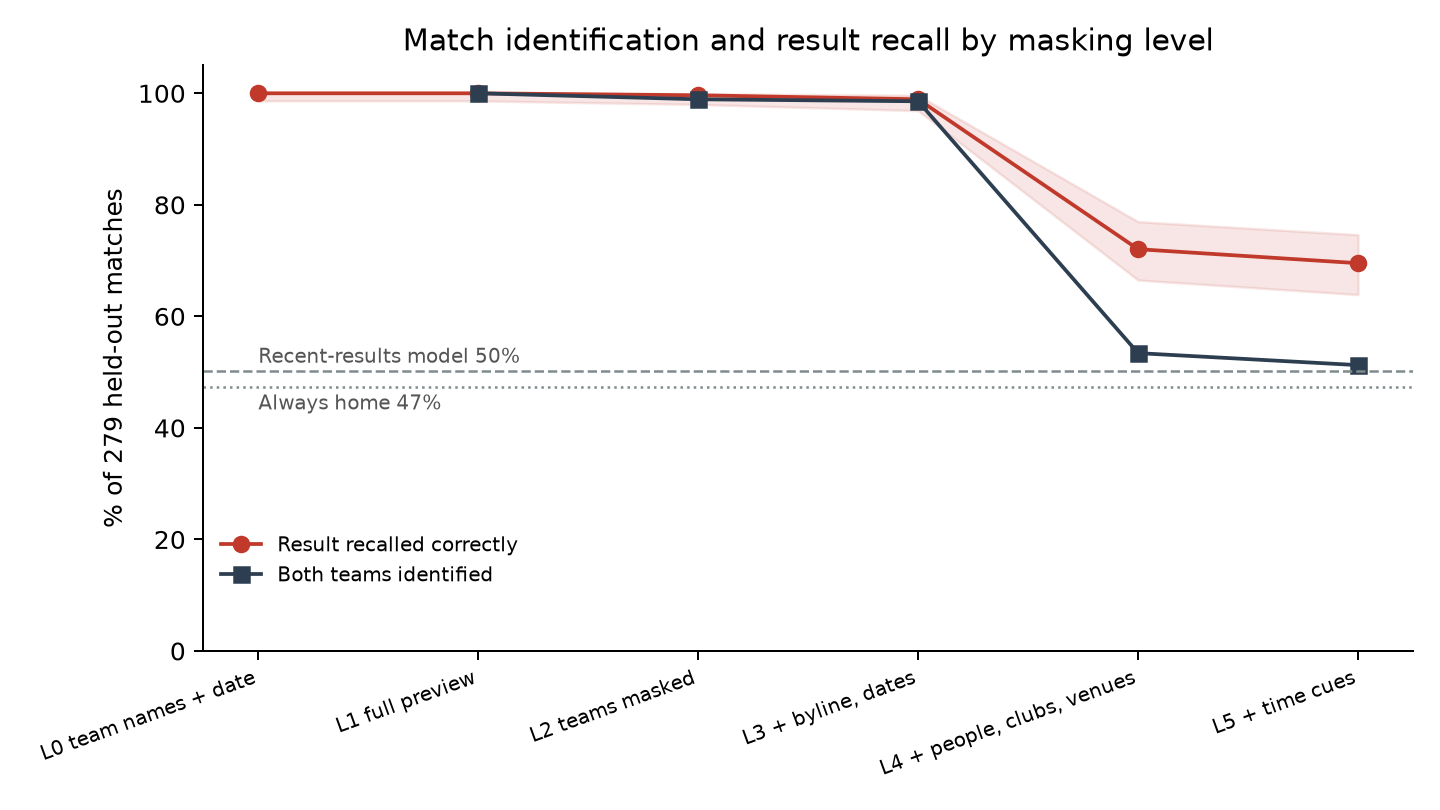 Match identification and result recall by masking level
% of 279 held-out matches
100
80
60
40
20
0
Recent-results model 50%
Always home 47%
Result recalled correctly
Both teams identified
L0 team names + date
L1 full preview
L2 teams masked
L3 + byline, dates
L4 + people, clubs, venues
L5 + time cues